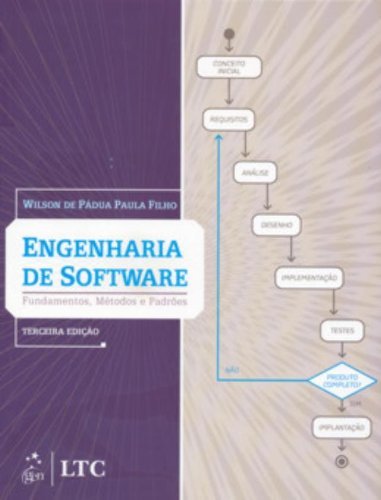 WILSON DE PÁDUA PAULA FILHO
ENGENHARIA
DE SOFTWARE
Fundamentos, Métodos e Padrões
TERCEIRA EDIÇÃO
gen
LTC
CONCEITO
INICIAL
REQUISITOS
ANÁLISE
DESENHO
IMPLEMENTAÇÃO
TESTES
NÃO
PRODUTO
COMPLETO?
SIM
IMPLANTAÇÃO